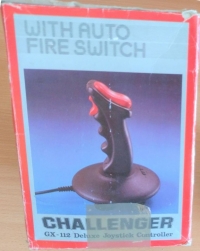 WITH AUTO
FIRE SWITCH
CHALLENGER
GX-112 Deluxe Joystick Controller